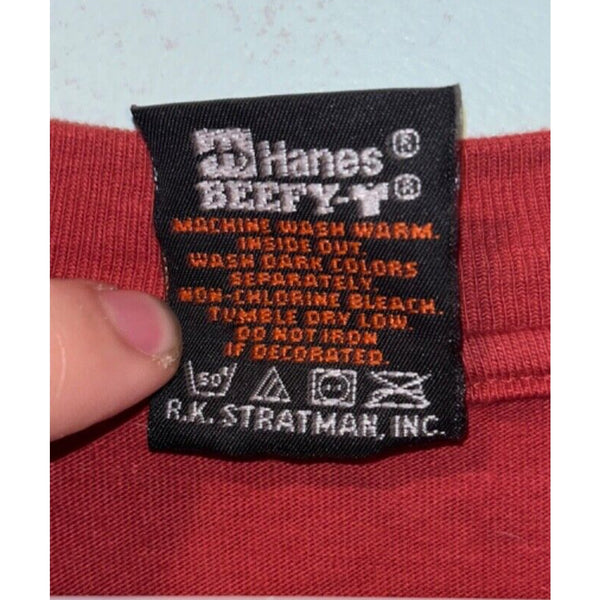 Hanes®
BEEFY-T®
MACHINE WASH WARM.
INSIDE OUT.
WASH DARK COLORS
SEPARATELY.
NON-CHLORINE BLEACH.
TUMBLE DRY LOW.
DO NOT IRON
IF DECORATED.
50°
R.K. STRATMAN, INC.